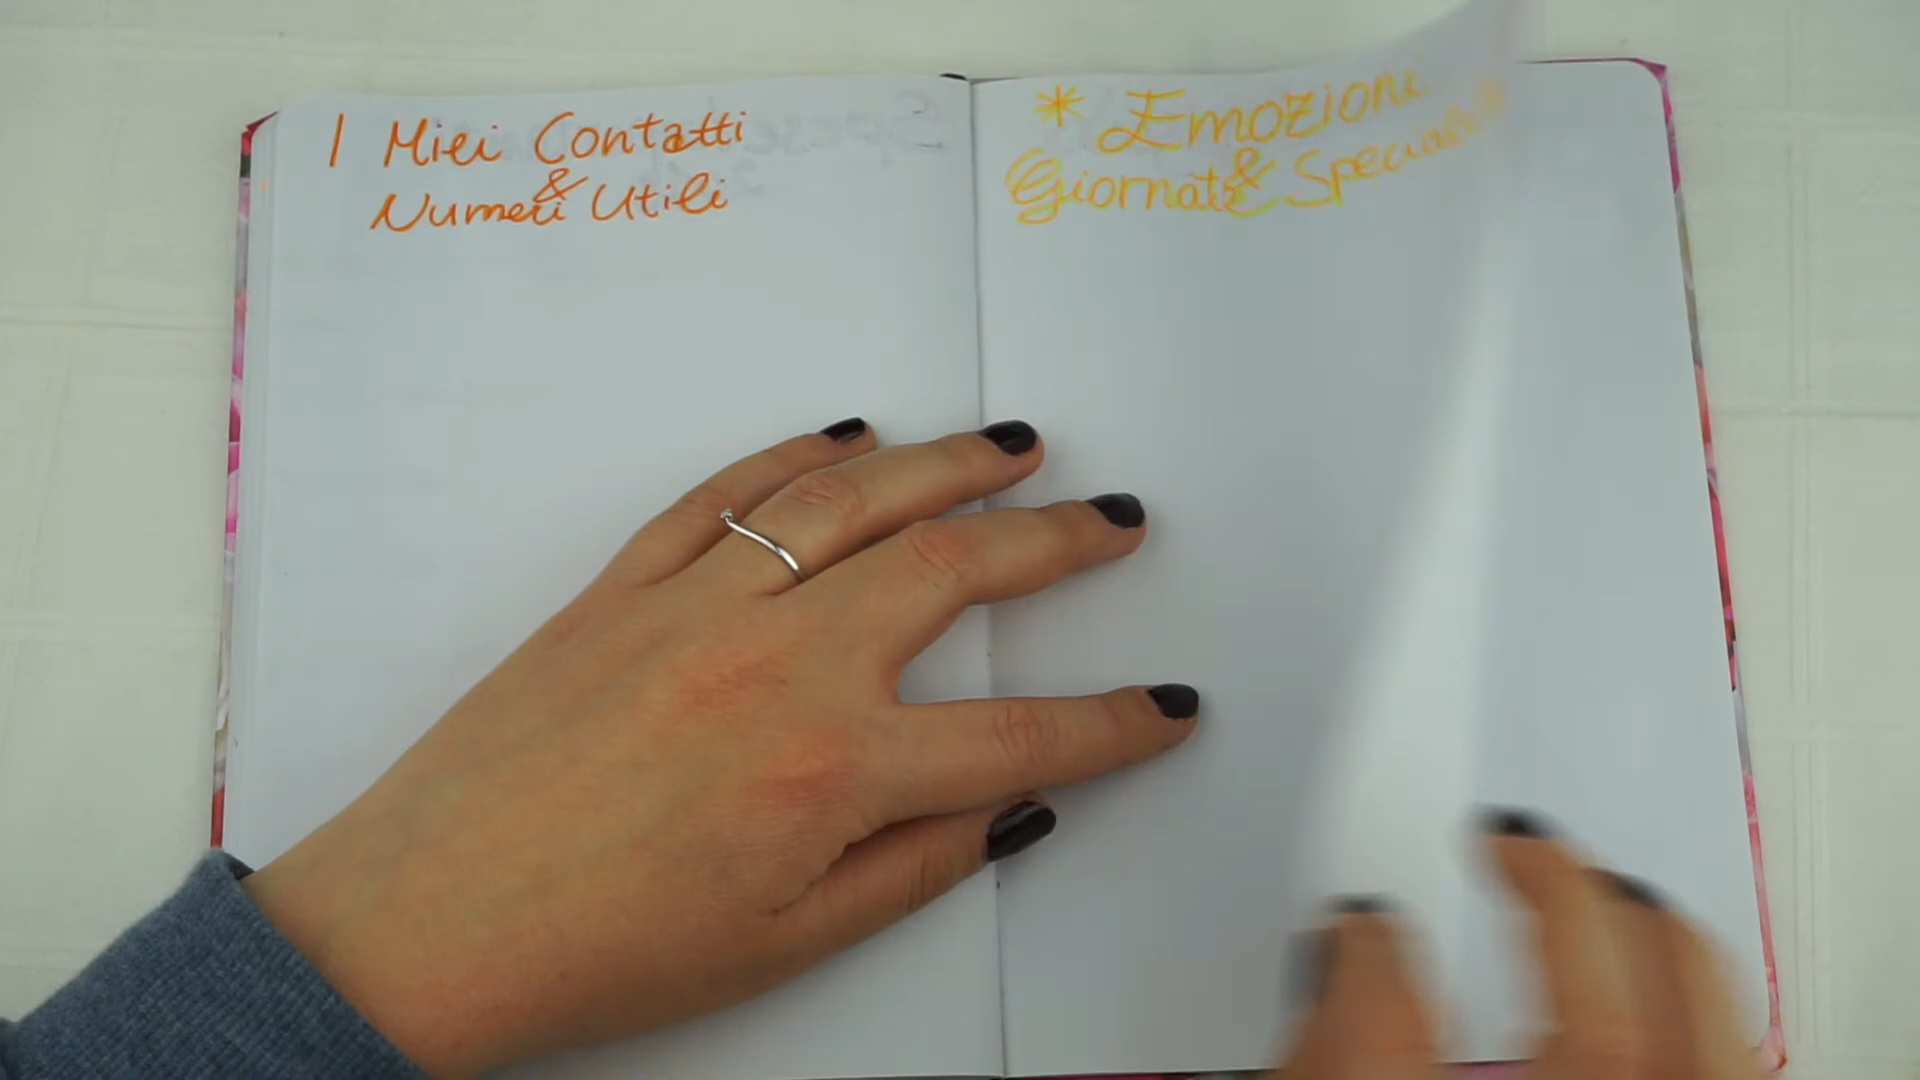 I Miei Contatti
&
Numeri Utili
* Emozioni
&
Giornate Speciali